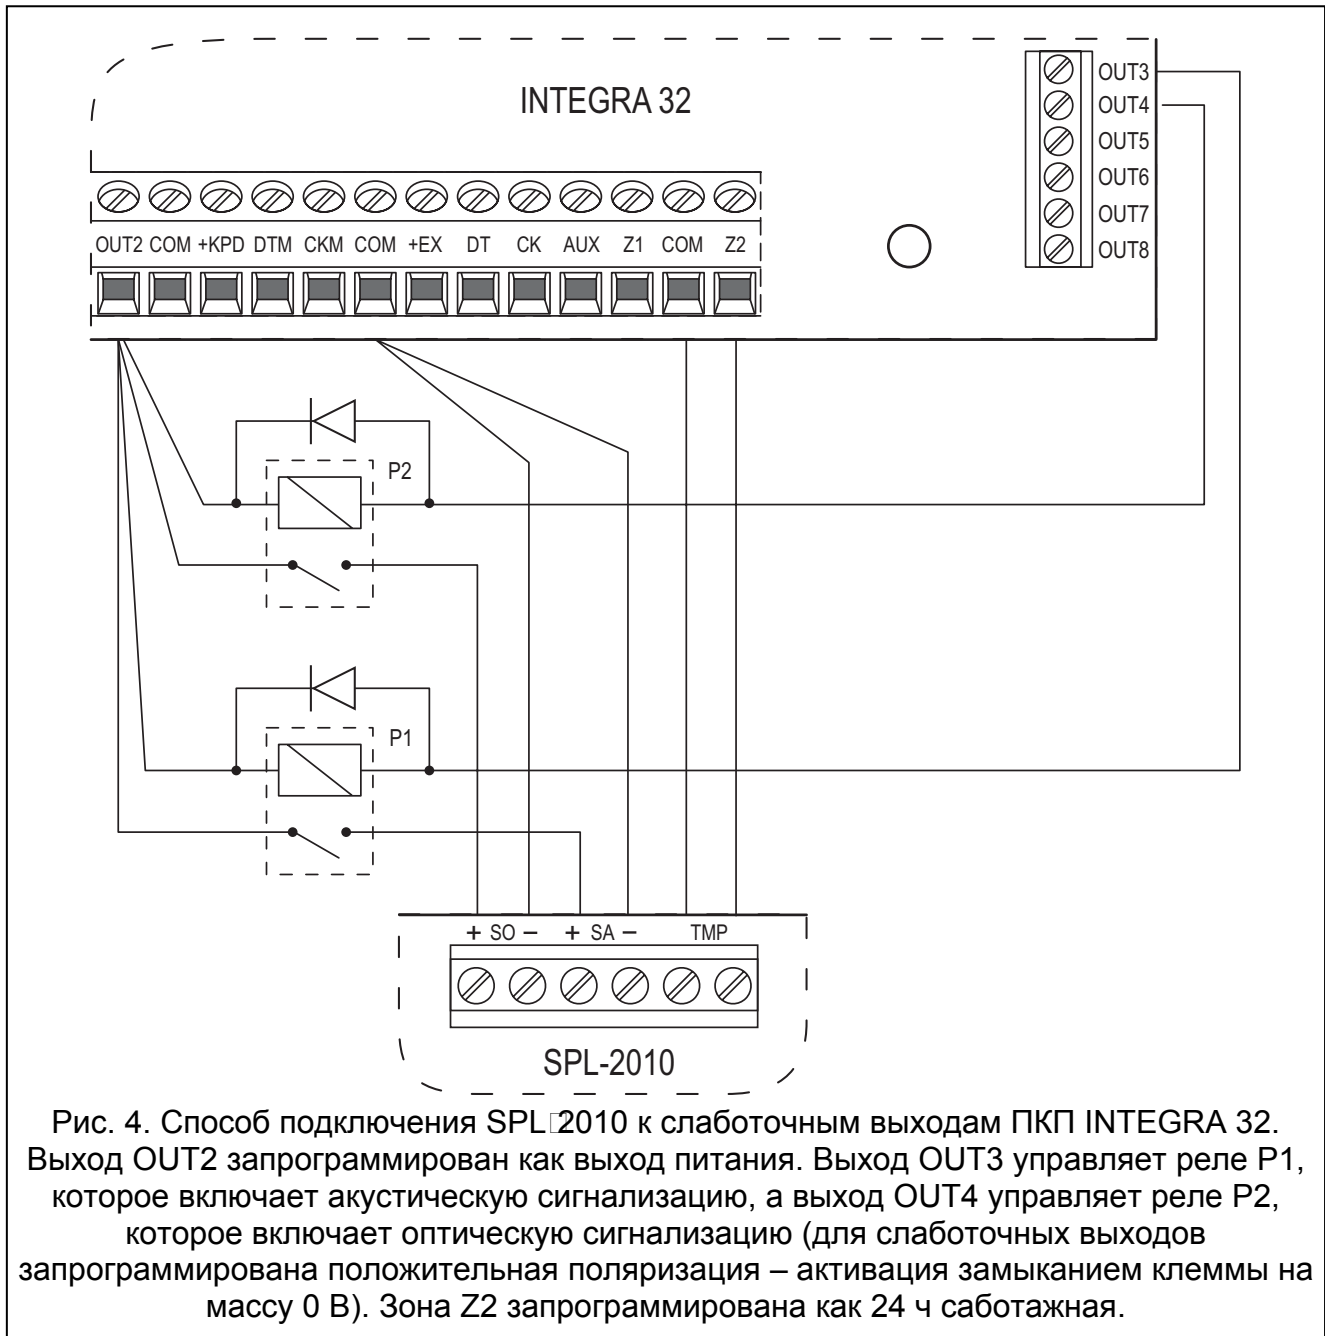 INTEGRA 32
OUT3
OUT4
OUT5
OUT6
OUT7
OUT8
OUT2 COM +KPD DTM CKM COM +EX DT CK AUX Z1 COM Z2
P2
P1
+ SO − + SA − TMP
SPL-2010
Рис. 4. Способ подключения SPL□2010 к слаботочным выходам ПКП INTEGRA 32.
Выход OUT2 запрограммирован как выход питания. Выход OUT3 управляет реле P1,
которое включает акустическую сигнализацию, а выход OUT4 управляет реле P2,
которое включает оптическую сигнализацию (для слаботочных выходов
запрограммирована положительная поляризация – активация замыканием клеммы на
массу 0 В). Зона Z2 запрограммирована как 24 ч саботажная.